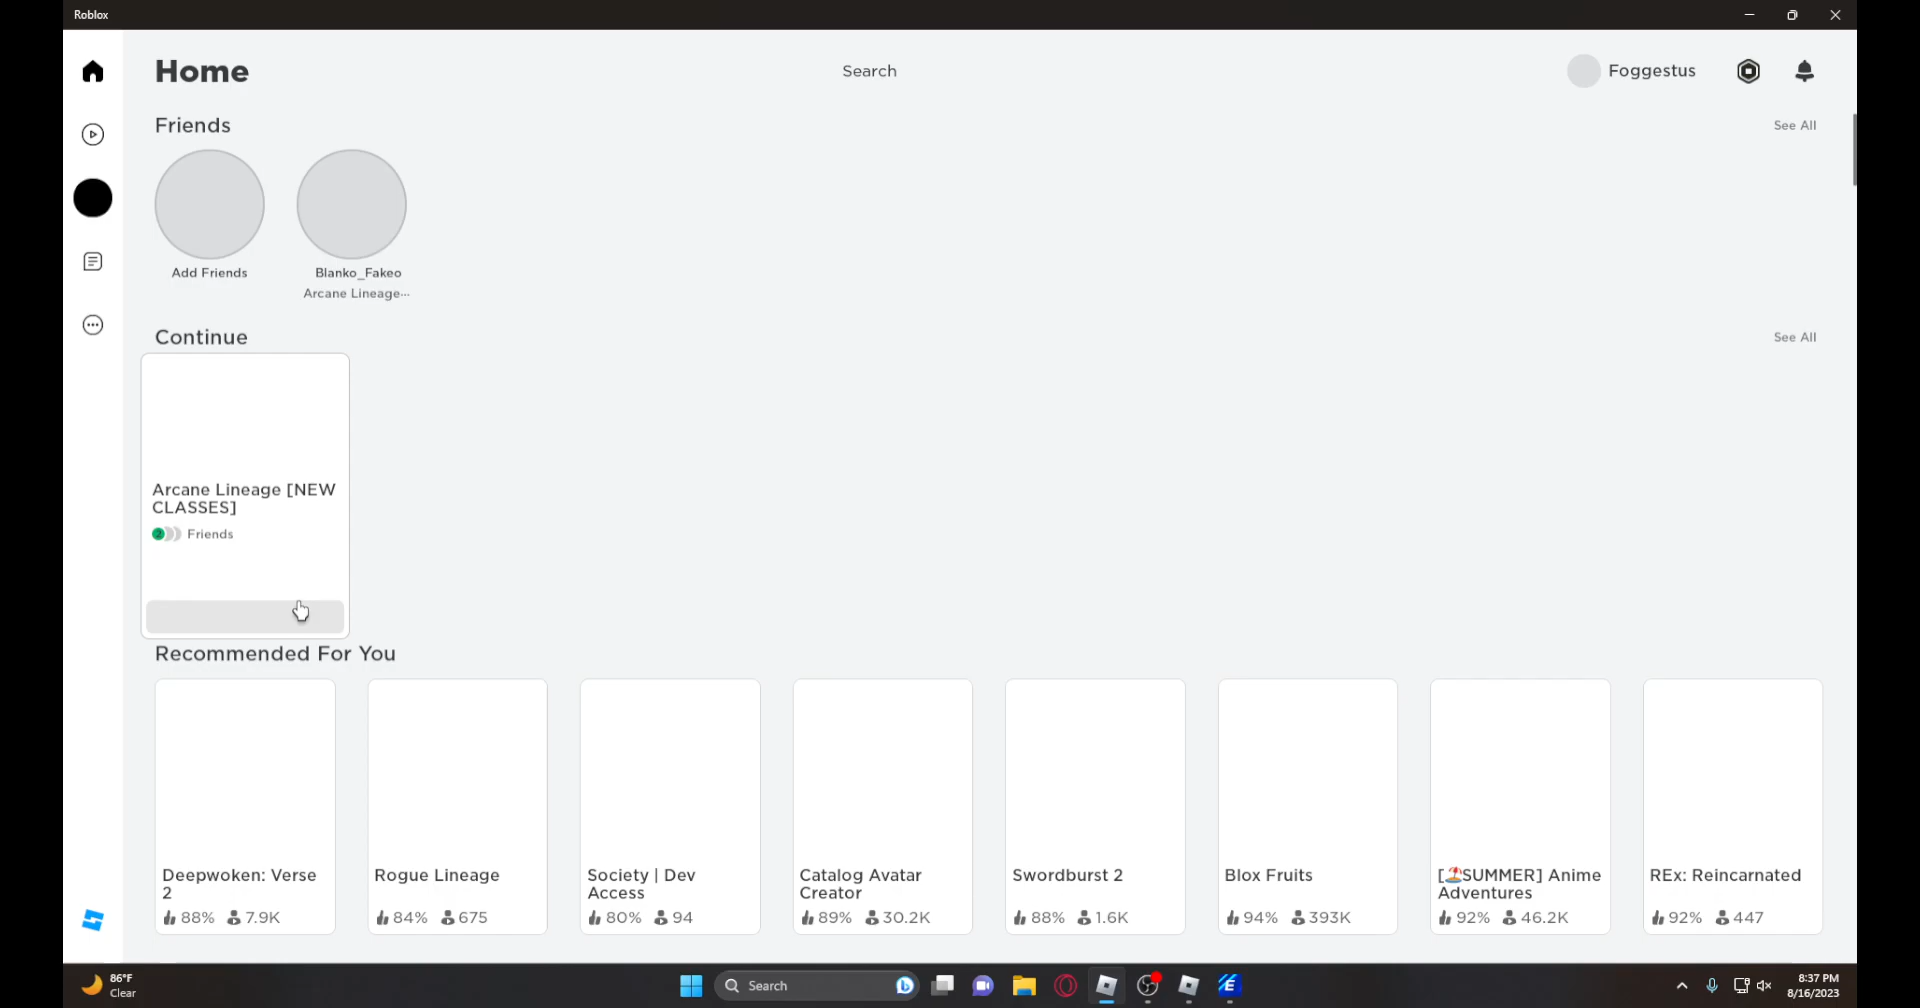 Roblox
Home
Search
Foggestus
Friends
See All
Add Friends
Blanko_Fakeo
Arcane Lineage...
Continue
See All
Arcane Lineage [NEW
CLASSES]
2 Friends
Recommended For You
Deepwoken: Verse
2
88% 7.9K
Rogue Lineage
84% 675
Society | Dev
Access
80% 94
Catalog Avatar
Creator
89% 30.2K
Swordburst 2
88% 1.6K
Blox Fruits
94% 393K
[🏖️SUMMER] Anime
Adventures
92% 46.2K
REx: Reincarnated
92% 447
86°F
Clear
Search
8:37 PM
8/16/2023